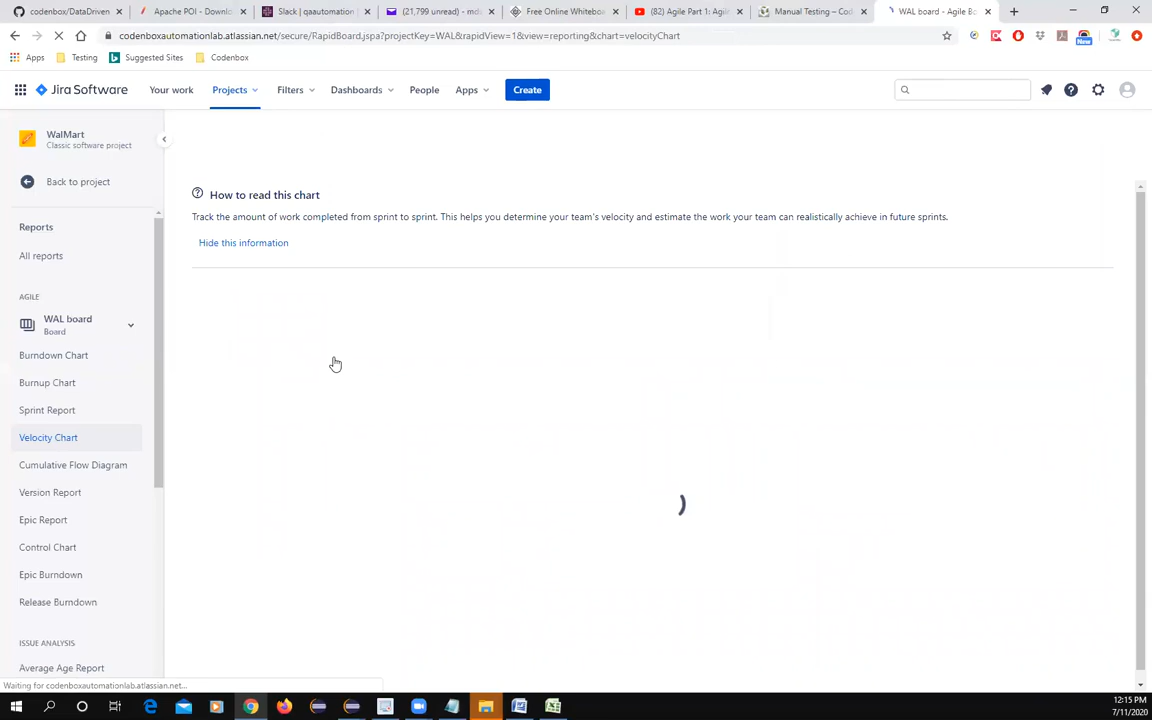 codenbox/DataDriven
Apache POI - Downlo
Slack | qaautomation
(21,799 unread) - mdv
Free Online Whiteboa
(82) Agile Part 1: Agil
Manual Testing – Cod
WAL board - Agile Bo
codenboxautomationlab.atlassian.net/secure/RapidBoard.jspa?projectKey=WAL&rapidView=1&view=reporting&chart=velocityChart
New
Apps
Testing
Suggested Sites
Codenbox
Jira Software
Your work
Projects
Filters
Dashboards
People
Apps
Create
WalMart
Classic software project
Back to project
Reports
All reports
AGILE
WAL board
Board
Burndown Chart
Burnup Chart
Sprint Report
Velocity Chart
Cumulative Flow Diagram
Version Report
Epic Report
Control Chart
Epic Burndown
Release Burndown
ISSUE ANALYSIS
Average Age Report
How to read this chart
Track the amount of work completed from sprint to sprint. This helps you determine your team's velocity and estimate the work your team can realistically achieve in future sprints.
Hide this information
Waiting for codenboxautomationlab.atlassian.net...
12:15 PM
7/11/2020